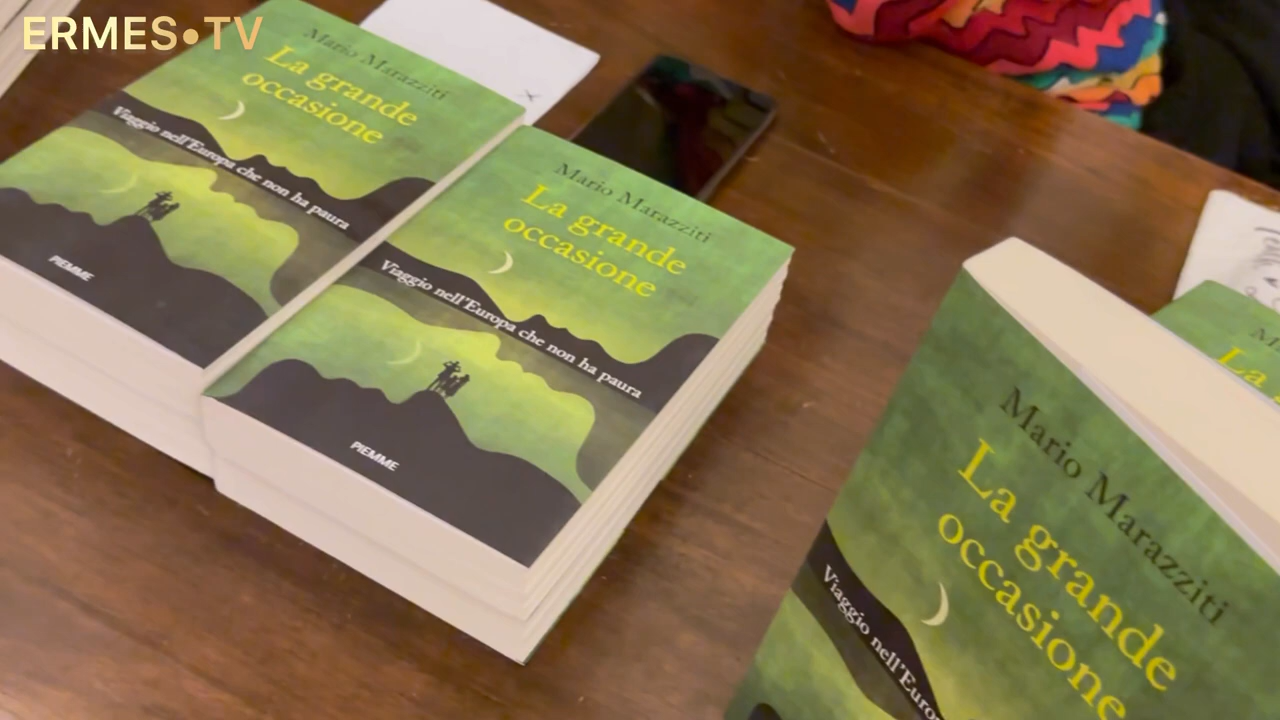 ERMES•TV
Mario Marazziti
La grande
occasione
Viaggio nell'Europa che non ha paura
PIEMME
Mario Marazziti
La grande
occasione
Viaggio nell'Europa che non ha paura
PIEMME
Mario Marazziti
La grande
occasione
Viaggio nell'Euro
M
La